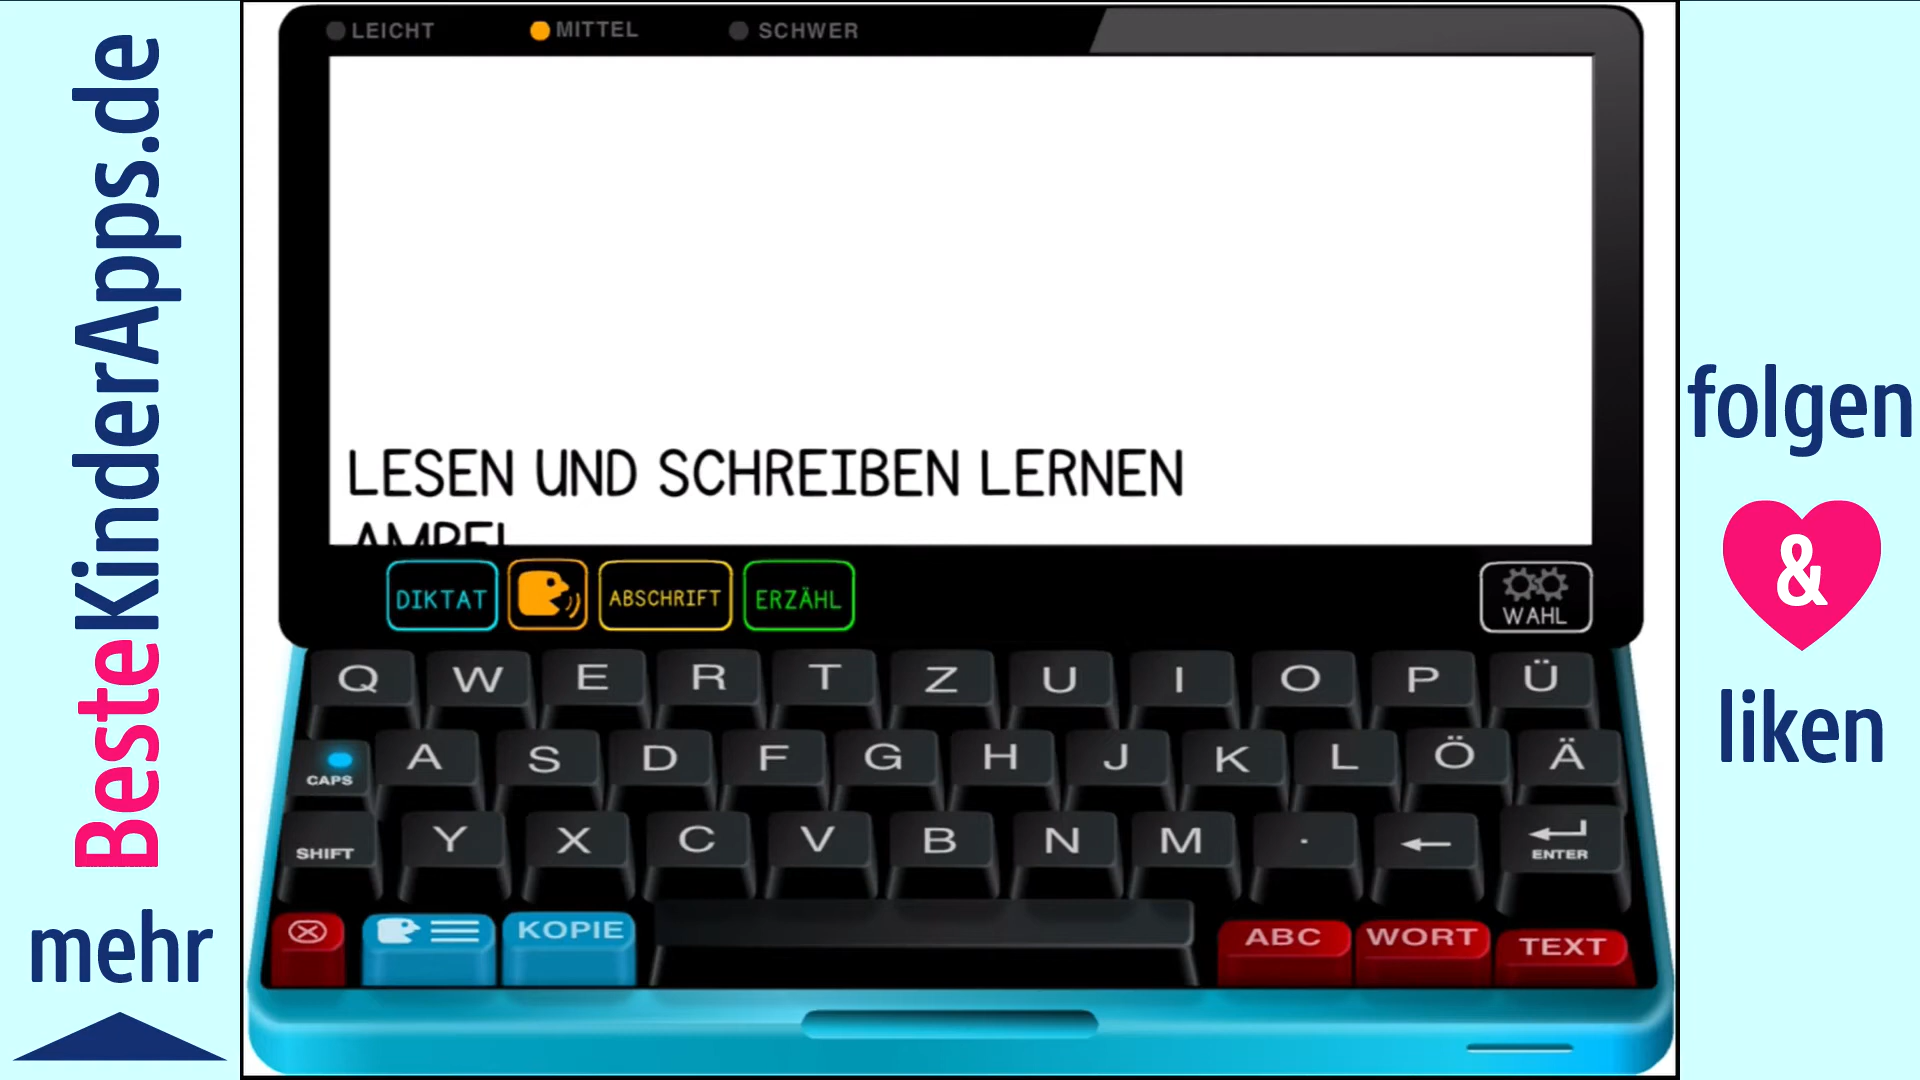 LEICHT MITTEL SCHWER
LESEN UND SCHREIBEN LERNEN
AMPEL
DIKTAT ABSCHRIFT ERZÄHL WAHL
Q W E R T Z U I O P Ü
CAPS A S D F G H J K L Ö Ä
SHIFT Y X C V B N M . ← ENTER
KOPIE ABC WORT TEXT
mehr BesteKinderApps.de
folgen
&
liken